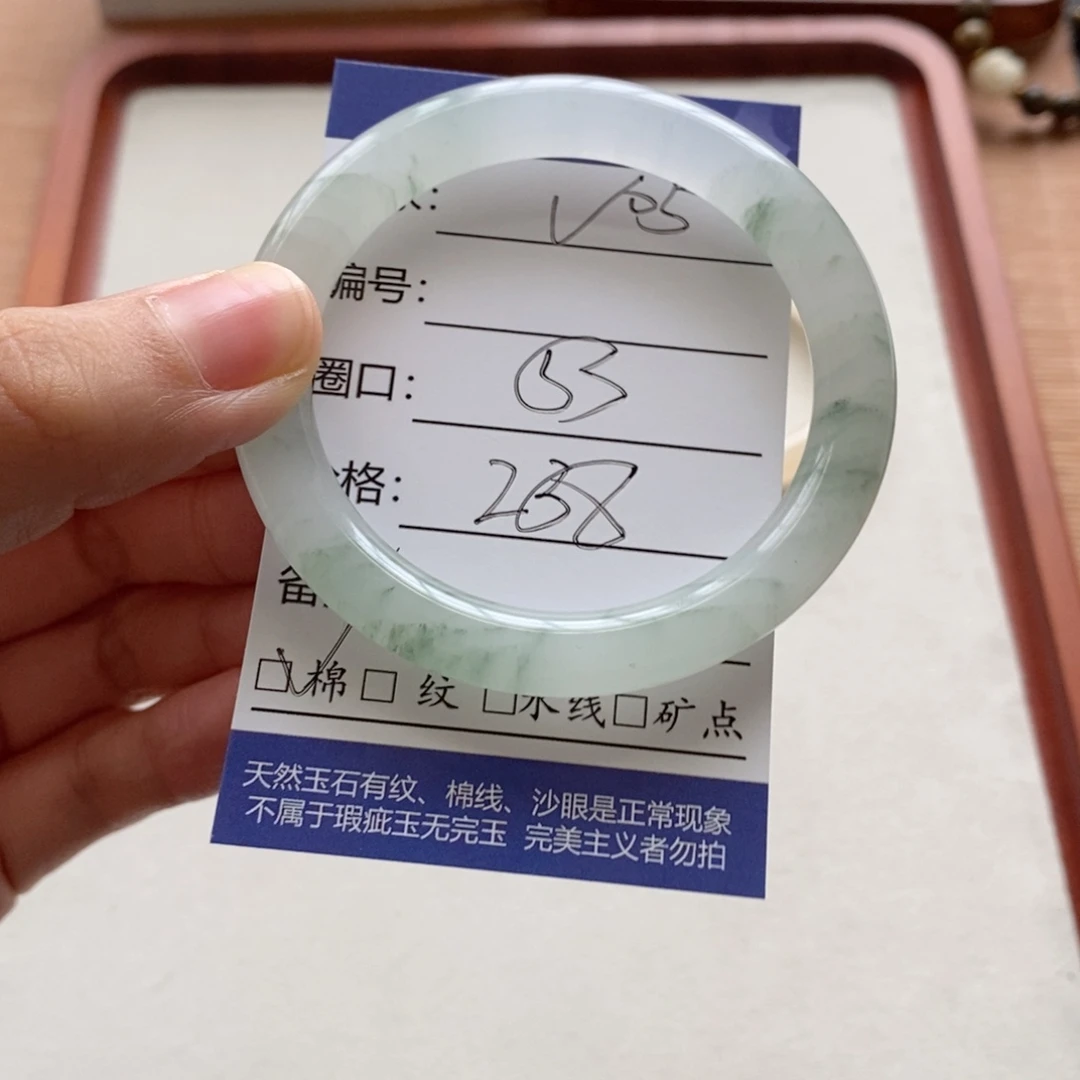 编号：
圈口： 53
格： 238
备
□棉□ 纹 □水线□矿点
天然玉石有纹、棉线、沙眼是正常现象
不属于瑕疵玉无完玉 完美主义者勿拍